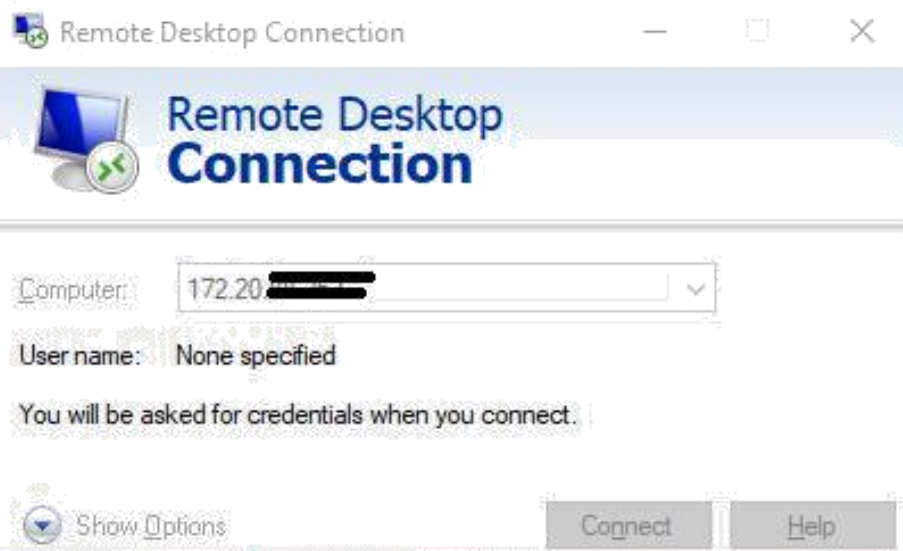 Remote Desktop Connection
Remote Desktop
Connection
Computer: 172.20.
User name: None specified
You will be asked for credentials when you connect.
Show Options Connect Help